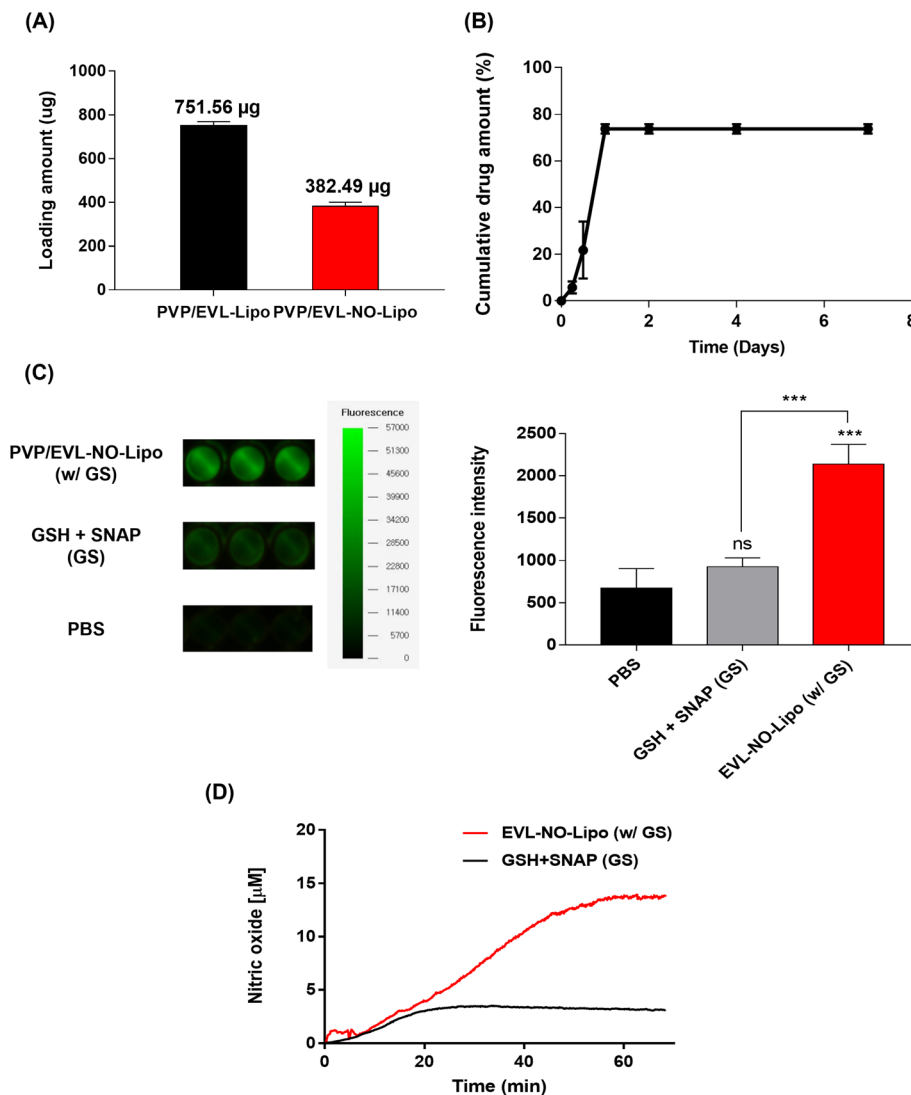 (A)
Loading amount (ug)
1000
800
600
400
200
0
751.56 µg
382.49 µg
PVP/EVL-Lipo
PVP/EVL-NO-Lipo
(B)
Cumulative drug amount (%)
100
80
60
40
20
0
0
2
4
6
8
Time (Days)
(C)
PVP/EVL-NO-Lipo
(w/ GS)
GSH + SNAP
(GS)
PBS
Fluorescence
57000
51300
45600
39900
34200
28500
22800
17100
11400
5700
0
Fluorescence intensity
2500
2000
1500
1000
500
0
***
***
ns
PBS
GSH + SNAP (GS)
EVL-NO-Lipo (w/ GS)
(D)
Nitric oxide [µM]
20
15
10
5
0
EVL-NO-Lipo (w/ GS)
GSH+SNAP (GS)
0
20
40
60
Time (min)